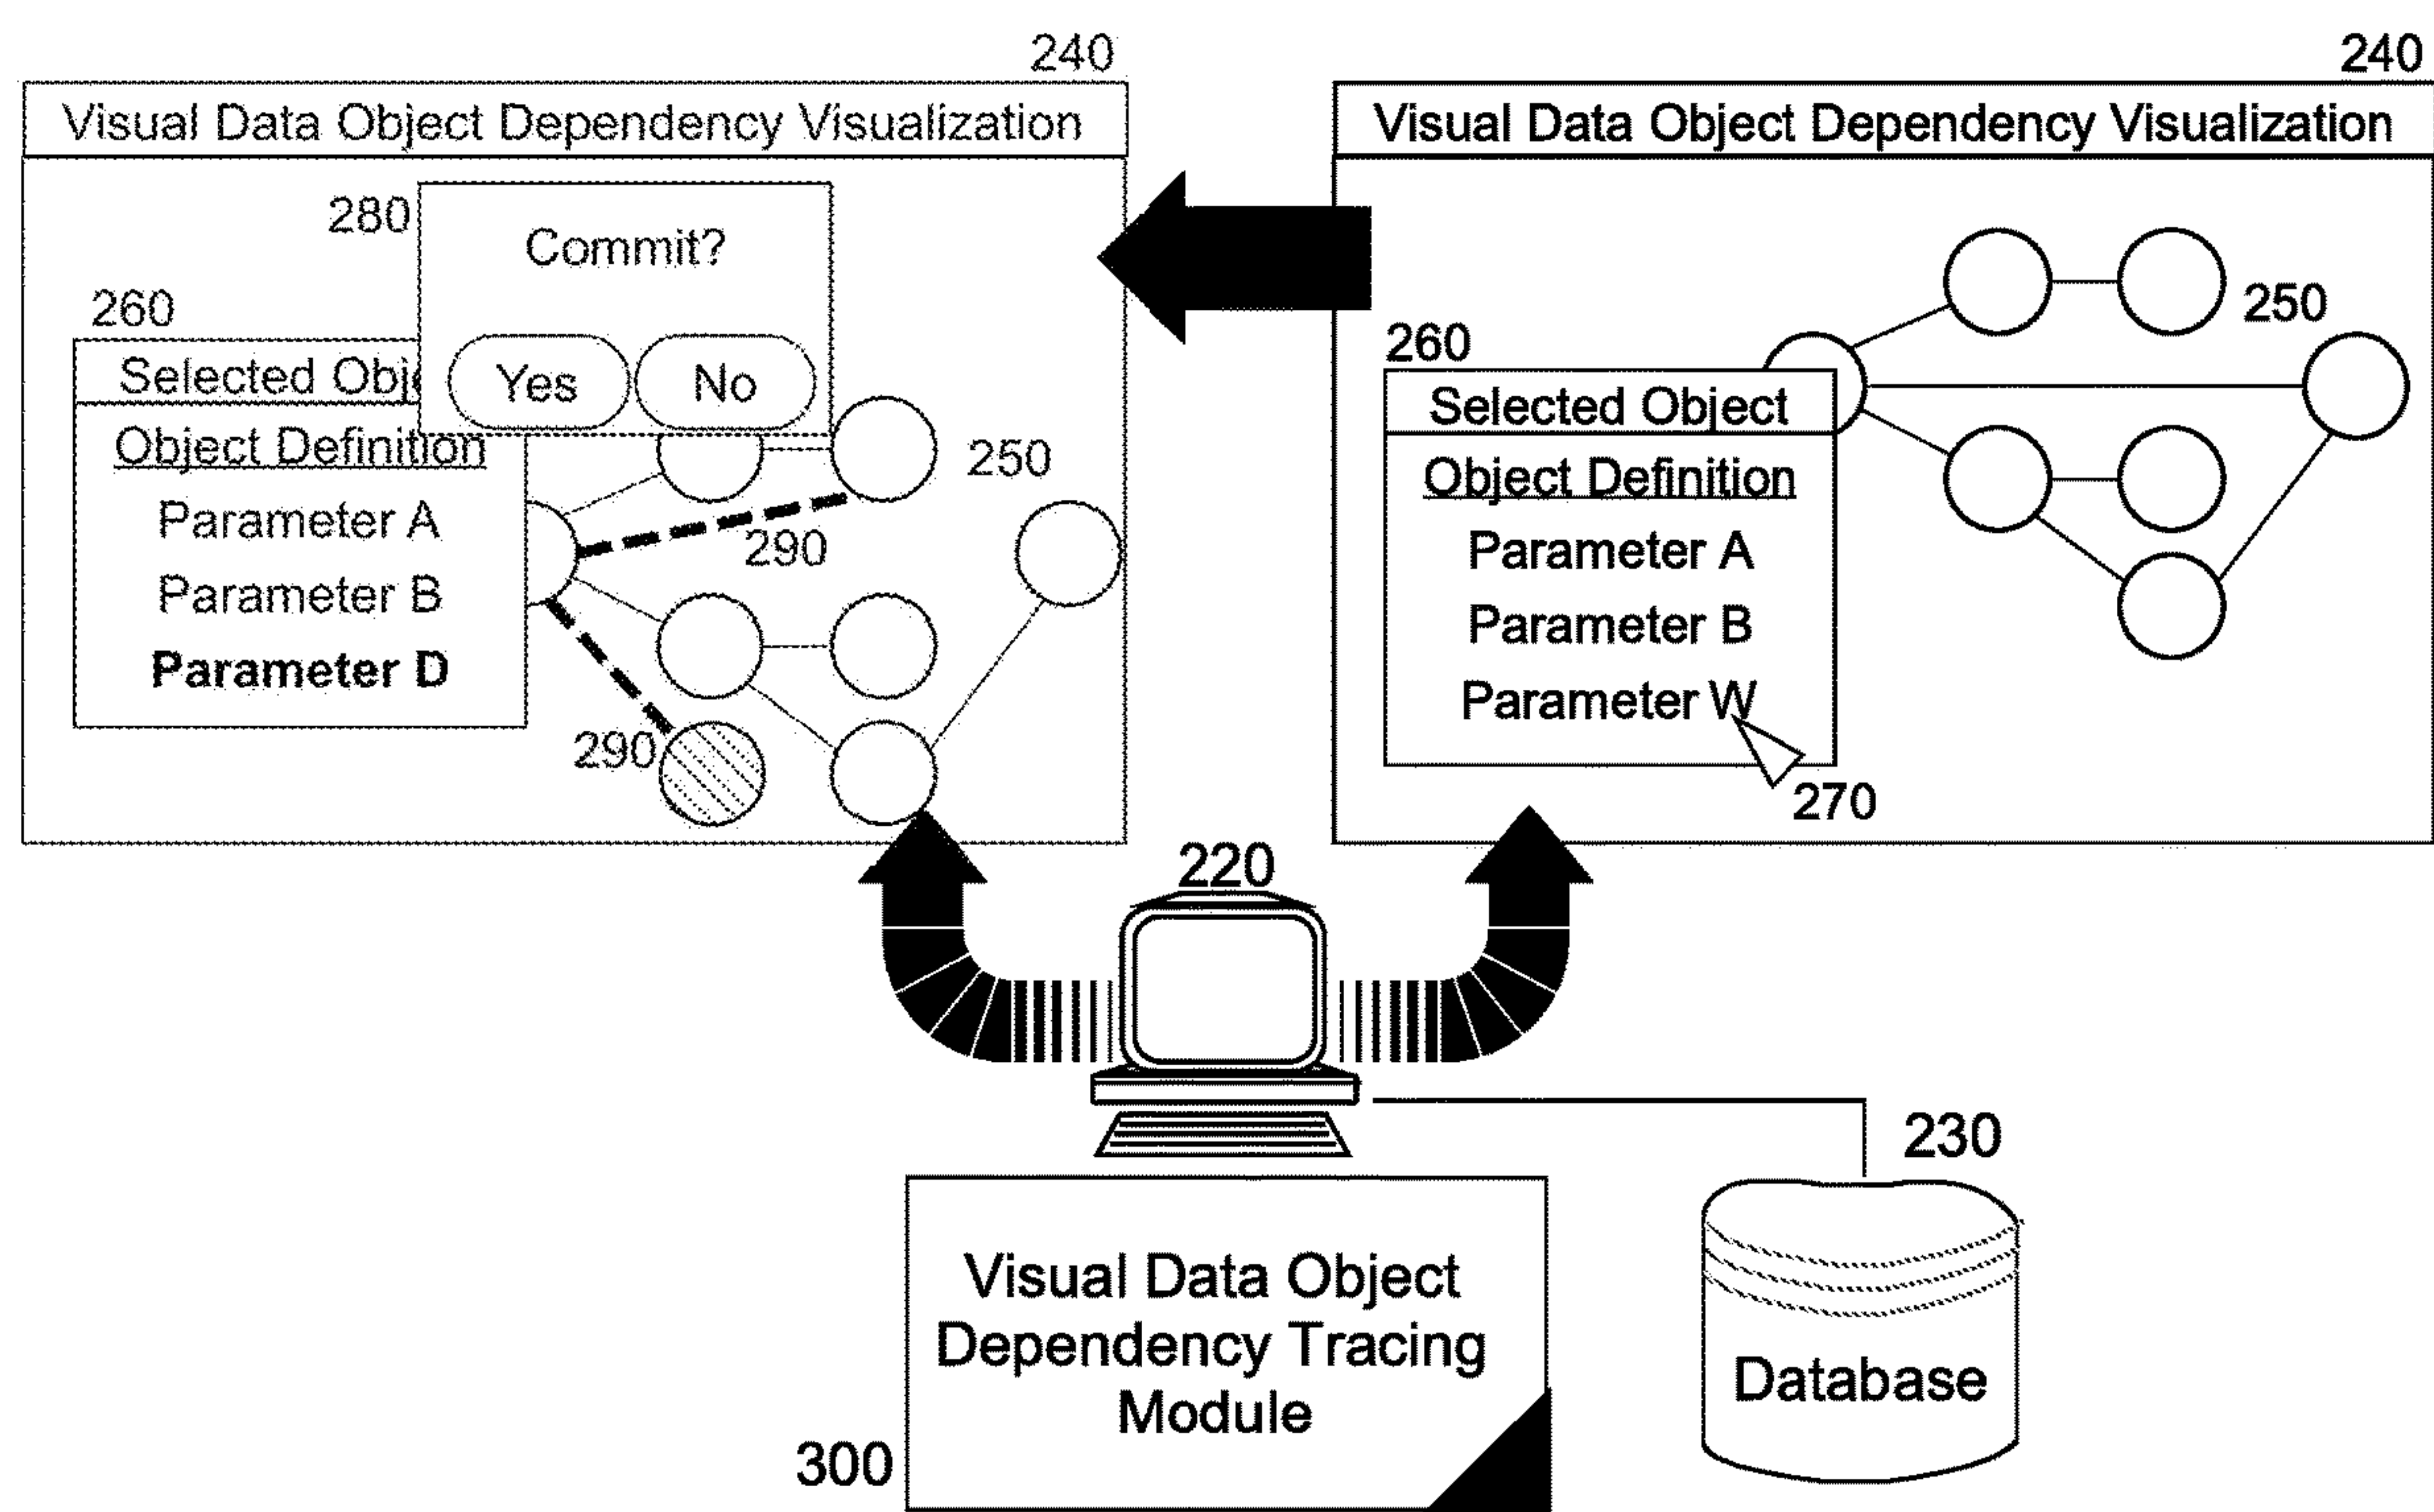 240
Visual Data Object Dependency Visualization
280
Commit?
Yes
No
260
Selected Obje
Object Definition
Parameter A
Parameter B
Parameter D
250
290
290
240
Visual Data Object Dependency Visualization
250
260
Selected Object
Object Definition
Parameter A
Parameter B
Parameter W
270
220
230
Visual Data Object
Dependency Tracing
Module
300
Database